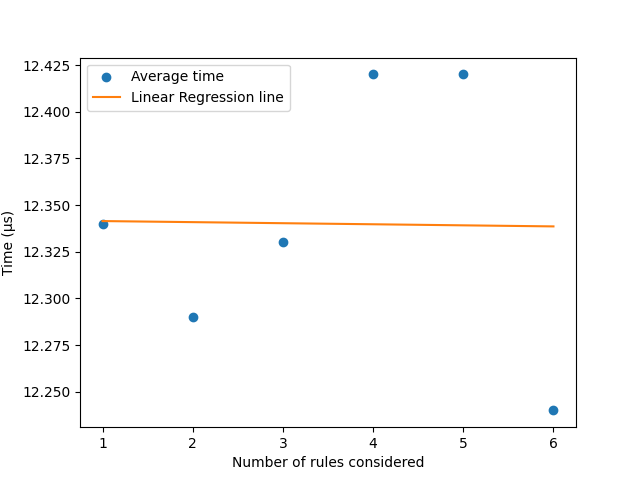 12.425
12.400
12.375
12.350
12.325
12.300
12.275
12.250
Time (µs)
Average time
Linear Regression line
1 2 3 4 5 6
Number of rules considered